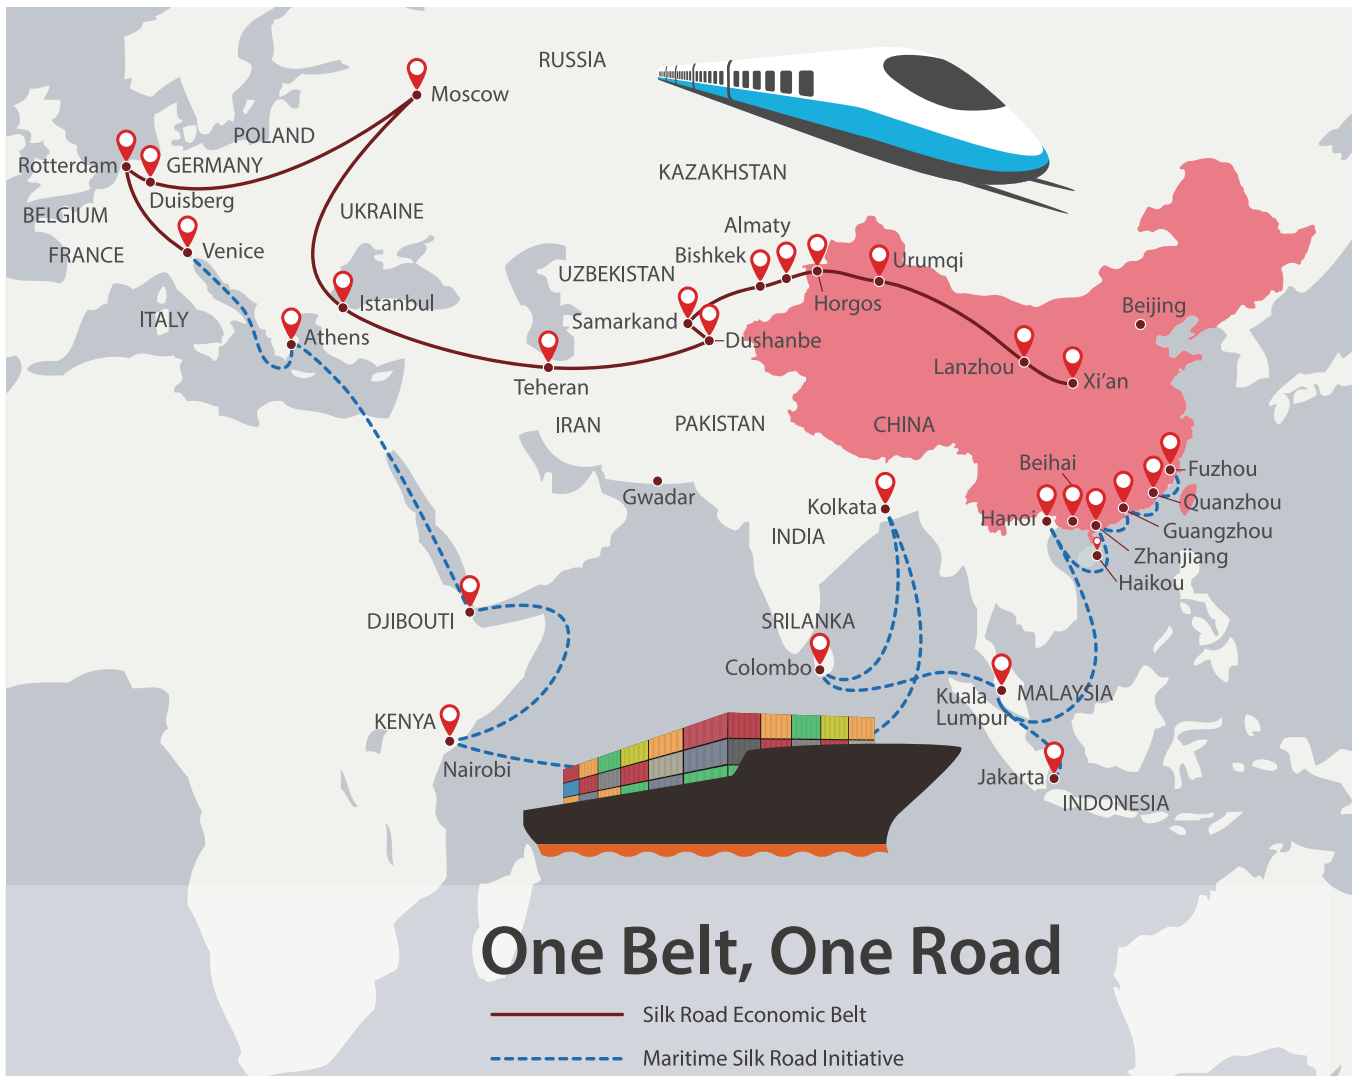 RUSSIA
Moscow
POLAND
Rotterdam
GERMANY
KAZAKHSTAN
Duisberg
BELGIUM
UKRAINE
Almaty
FRANCE
Venice
Bishkek
Urumqi
UZBEKISTAN
Istanbul
Horgos
Beijing
ITALY
Athens
Samarkand
Dushanbe
Lanzhou
Teheran
Xi'an
IRAN
PAKISTAN
CHINA
Beihai
Fuzhou
Gwadar
Kolkata
Quanzhou
Hanoi
INDIA
Guangzhou
Zhanjiang
Haikou
DJIBOUTI
SRILANKA
Colombo
Kuala
Lumpur
MALAYSIA
KENYA
Nairobi
Jakarta
INDONESIA
One Belt, One Road
Silk Road Economic Belt
Maritime Silk Road Initiative